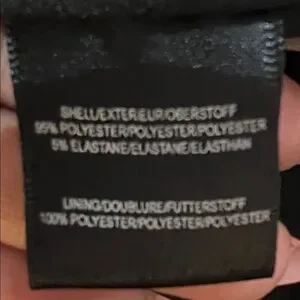 SHELL/EXTERIEUR/OBERSTOFF
95% POLYESTER/POLYESTER/POLYESTER
5% ELASTANE/ELASTANE/ELASTHAN
LINING/DOUBLURE/FUTTERSTOFF
100% POLYESTER/POLYESTER/POLYESTER